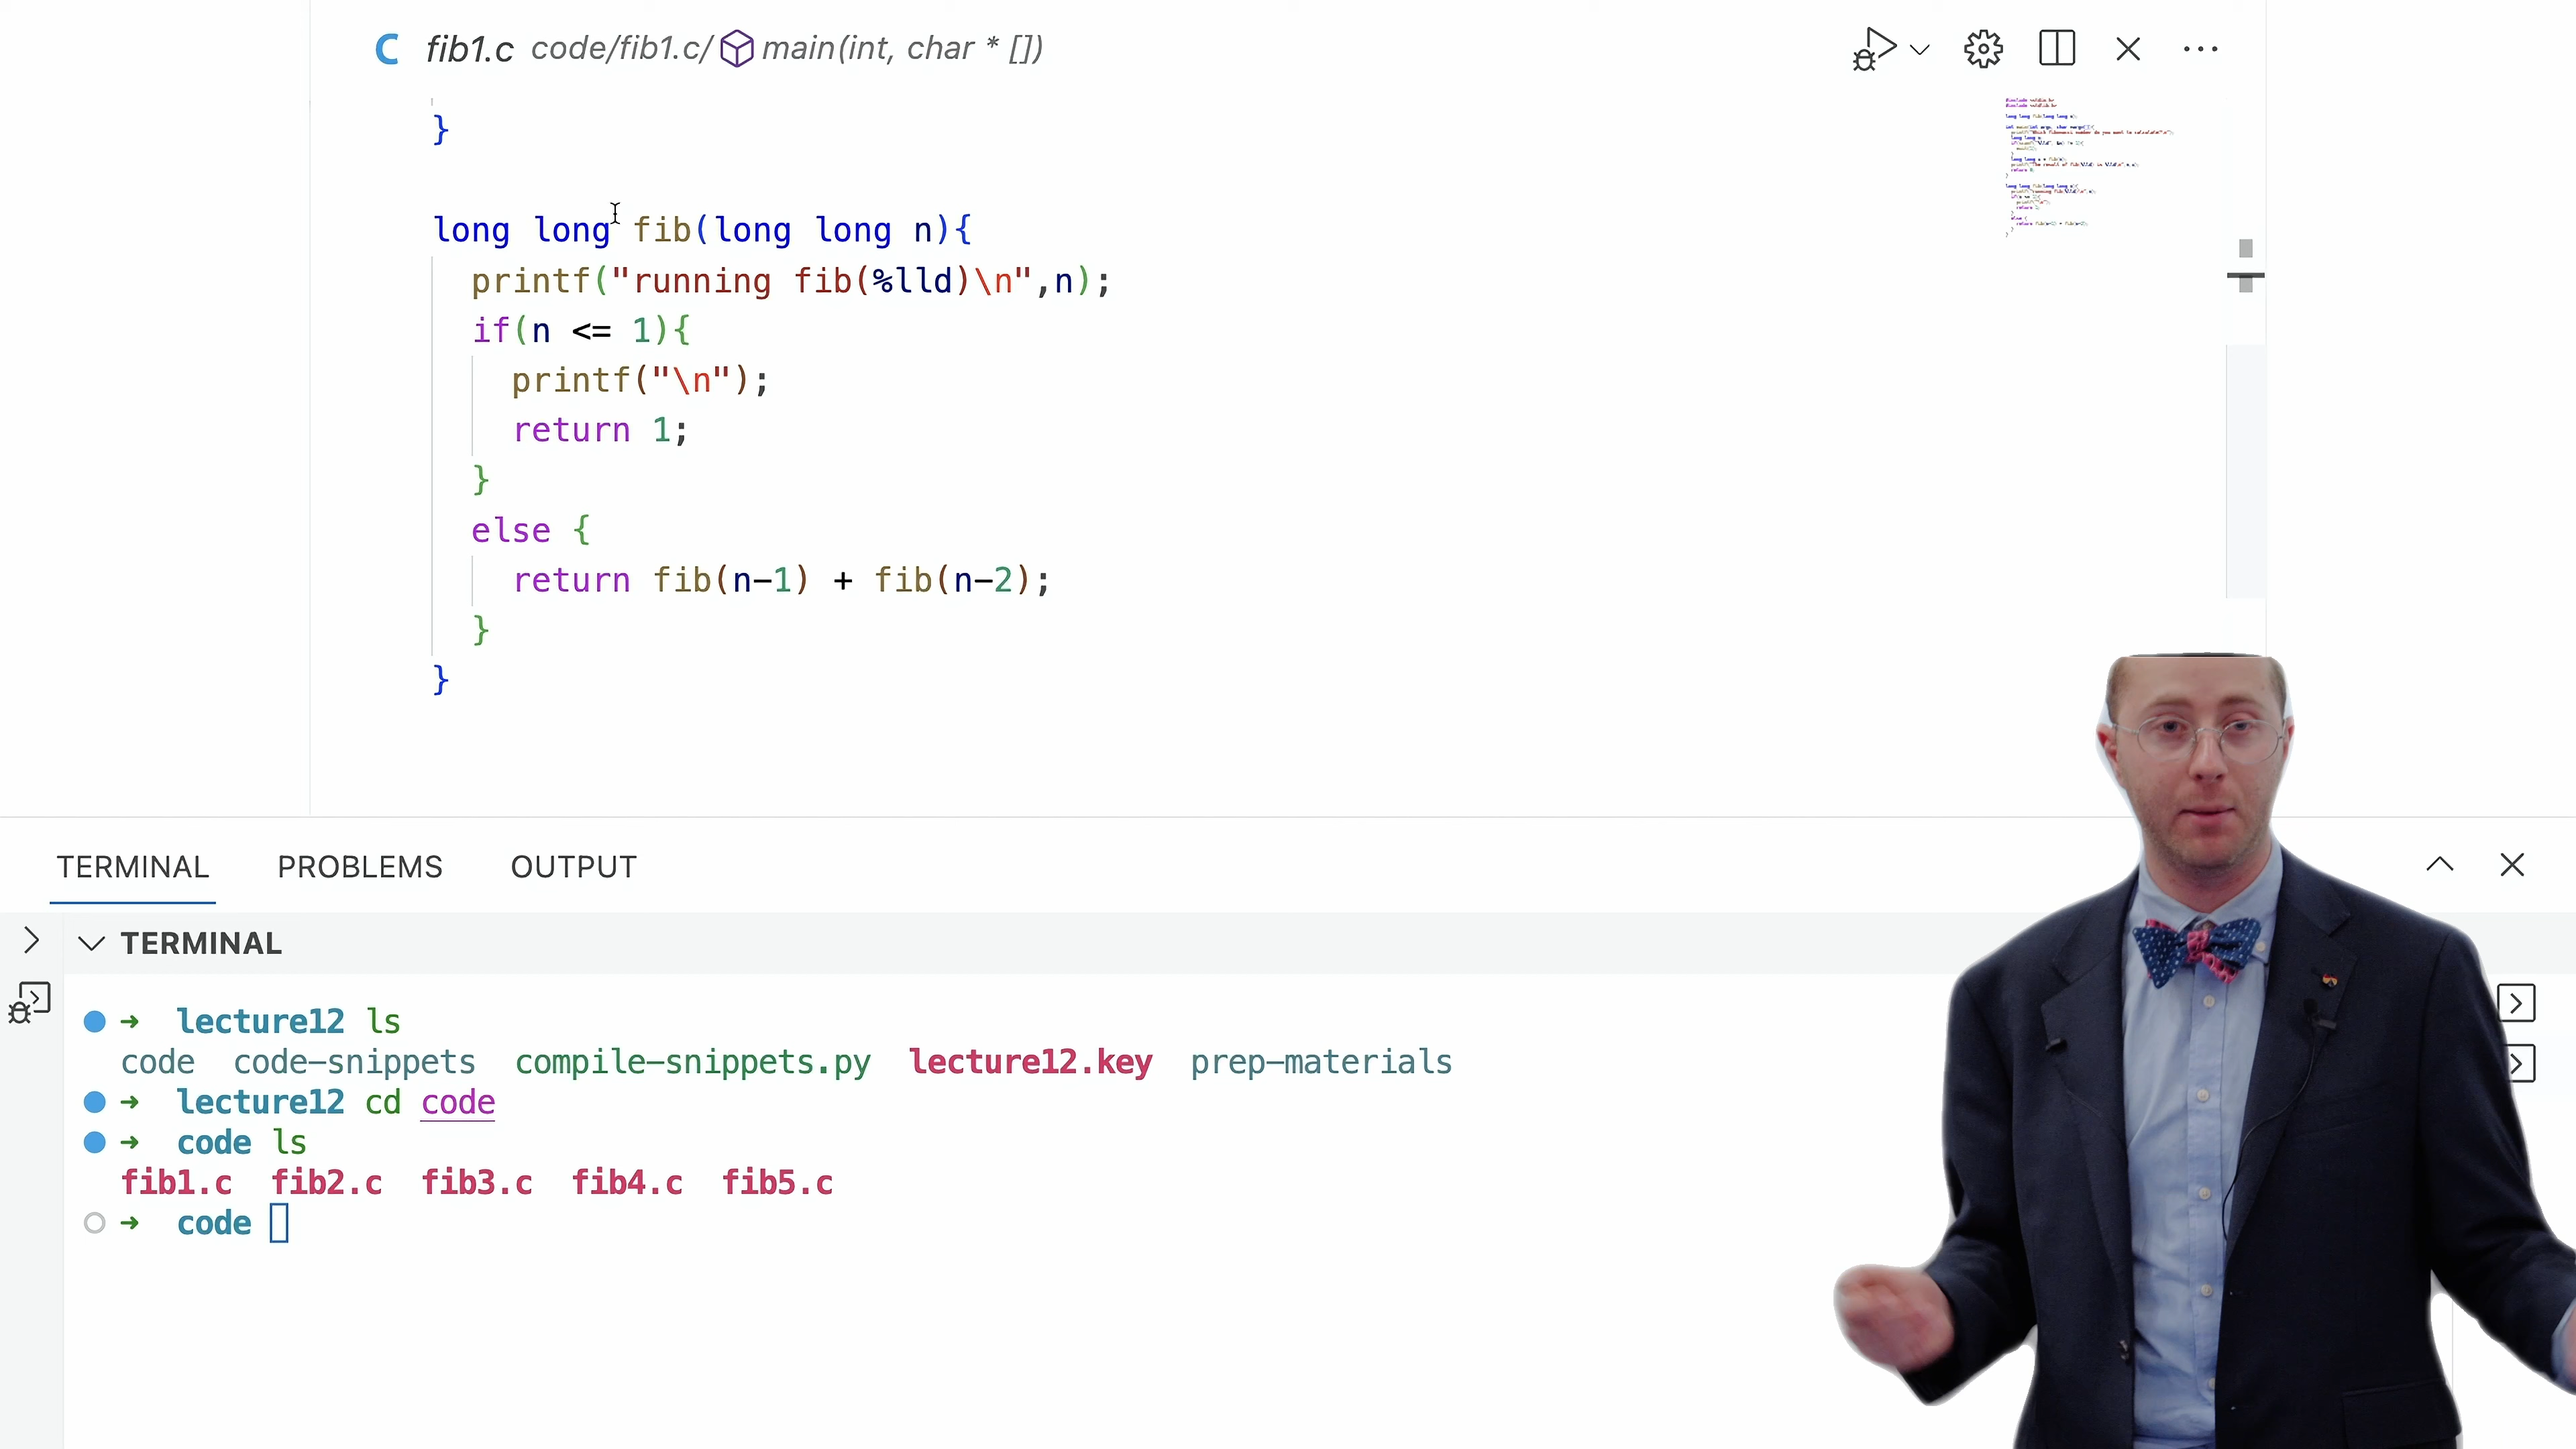 C fib1.c code/fib1.c/ main(int, char * [])
}
long long fib(long long n){
printf("running fib(%lld)\n",n);
if(n <= 1){
printf("\n");
return 1;
}
else {
return fib(n-1) + fib(n-2);
}
}
TERMINAL PROBLEMS OUTPUT
TERMINAL
➜ lecture12 ls
code code-snippets compile-snippets.py lecture12.key prep-materials
➜ lecture12 cd code
➜ code ls
fib1.c fib2.c fib3.c fib4.c fib5.c
➜ code